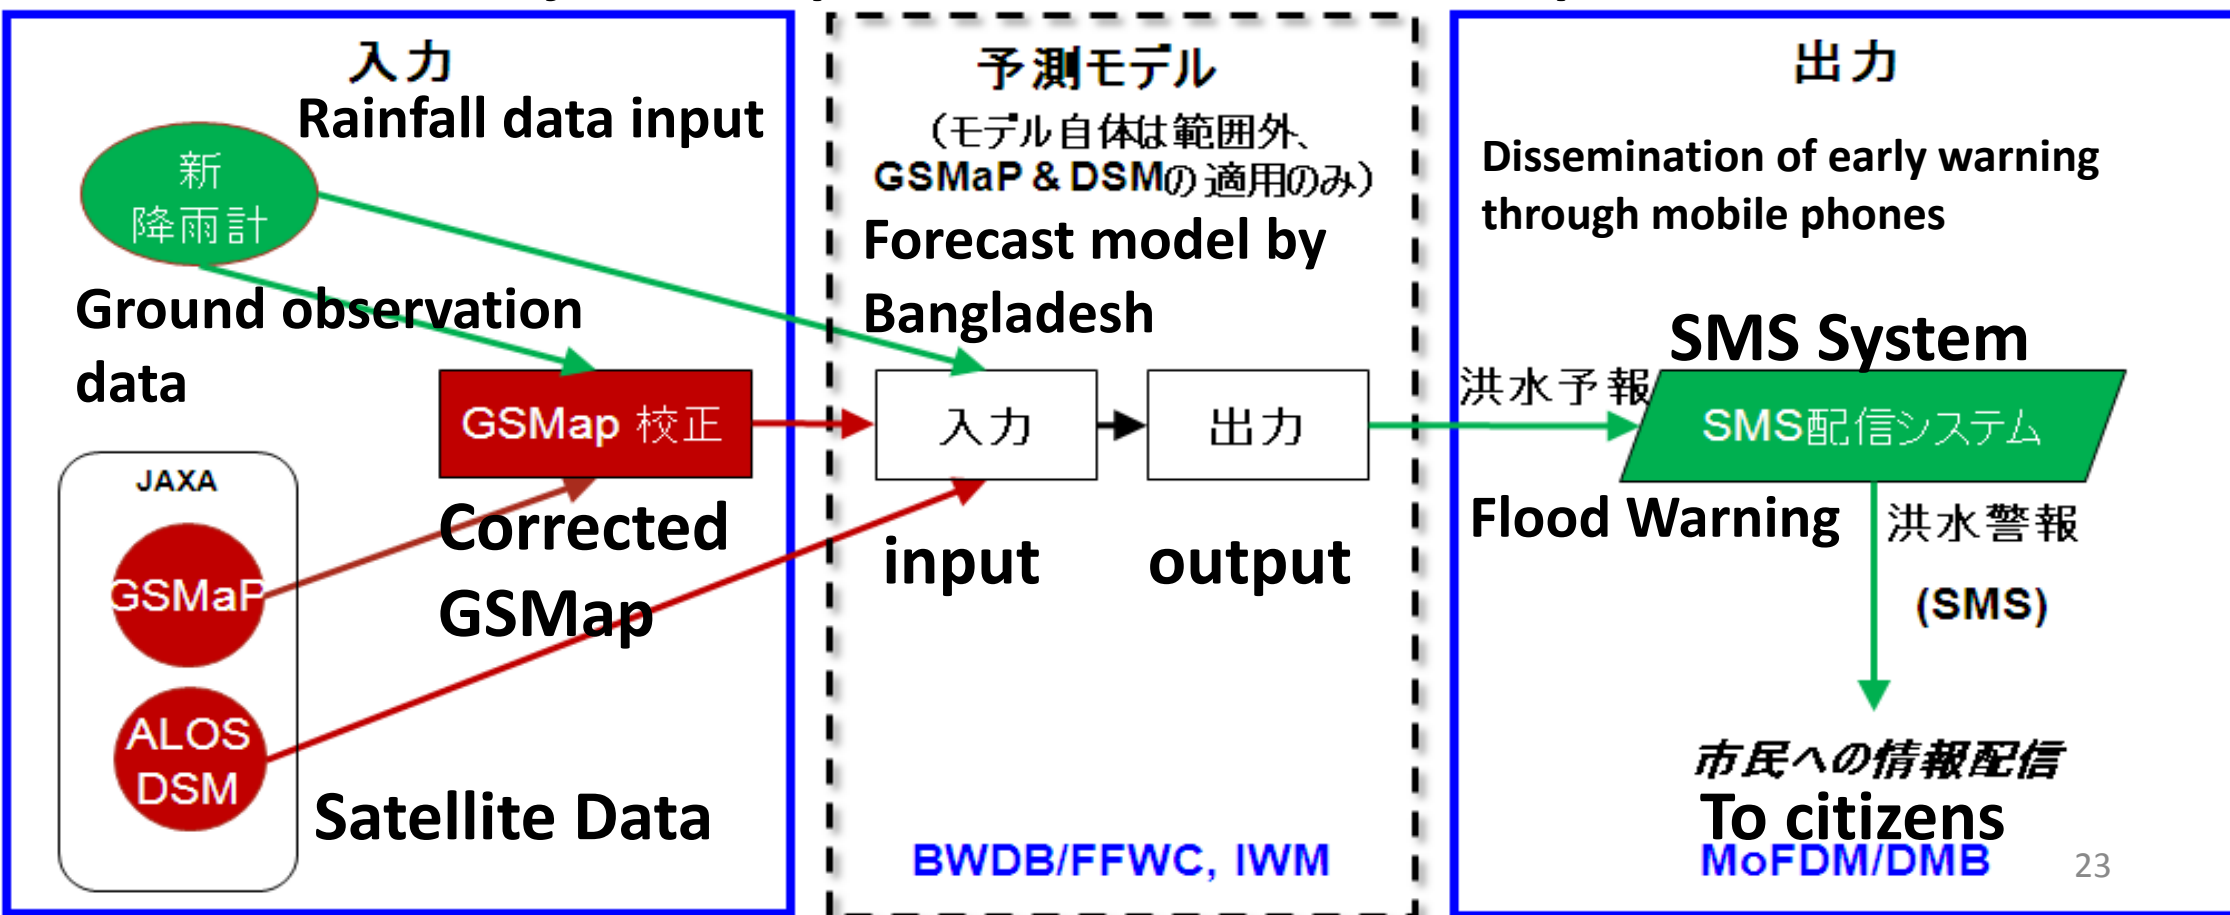 入力
Rainfall data input
新
降雨計
Ground observation
data
GSMap 校正
JAXA
GSMaP
Corrected
GSMap
ALOS
DSM
Satellite Data
予測モデル
（モデル自体は範囲外、
GSMaP & DSMの適用のみ）
Forecast model by
Bangladesh
入力
出力
input
output
BWDB/FFWC, IWM
出力
Dissemination of early warning
through mobile phones
SMS System
洪水予報
SMS配信システム
Flood Warning
洪水警報
(SMS)
市民への情報配信
To citizens
MoFDM/DMB
23